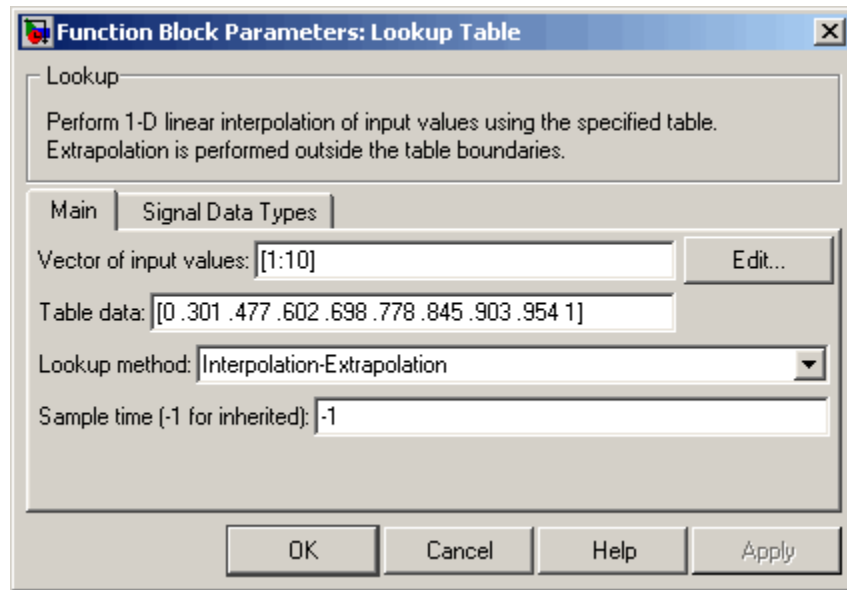 Function Block Parameters: Lookup Table
Lookup
Perform 1-D linear interpolation of input values using the specified table.
Extrapolation is performed outside the table boundaries.
Main Signal Data Types
Vector of input values: [1:10] Edit...
Table data: [0 .301 .477 .602 .698 .778 .845 .903 .954 1]
Lookup method: Interpolation-Extrapolation
Sample time (-1 for inherited): -1
OK Cancel Help Apply